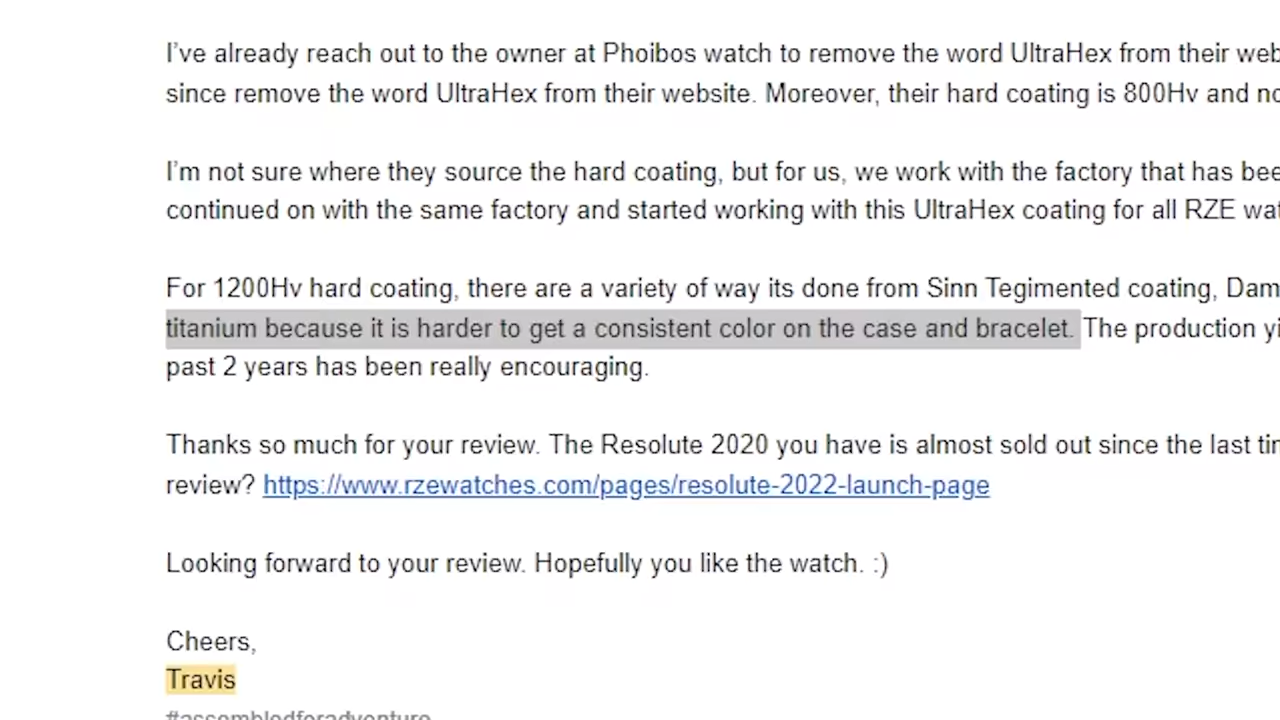 I’ve already reach out to the owner at Phoibos watch to remove the word UltraHex from their
since remove the word UltraHex from their website. Moreover, their hard coating is 800Hv and
I’m not sure where they source the hard coating, but for us, we work with the factory that has
continued on with the same factory and started working with this UltraHex coating for all RZE
For 1200Hv hard coating, there are a variety of way its done from Sinn Tegimented coating,
titanium because it is harder to get a consistent color on the case and bracelet. The production
past 2 years has been really encouraging.
Thanks so much for your review. The Resolute 2020 you have is almost sold out since the last
review? https://www.rzewatches.com/pages/resolute-2022-launch-page
Looking forward to your review. Hopefully you like the watch. :)
Cheers,
Travis
#assembledforadventure